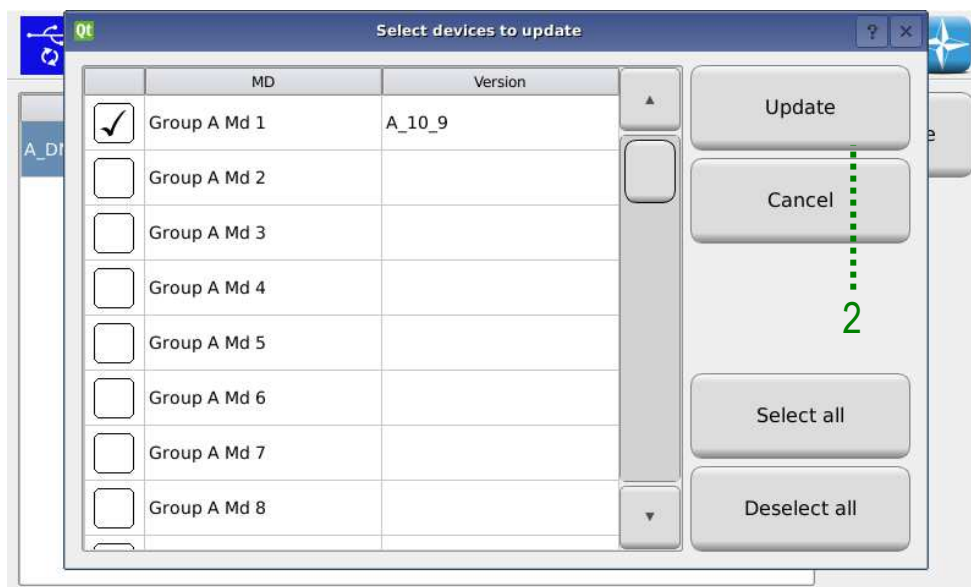 Qt Select devices to update ? ×
MD Version
Group A Md 1 A_10_9
Group A Md 2
Group A Md 3
Group A Md 4
Group A Md 5
Group A Md 6
Group A Md 7
Group A Md 8
Update
Cancel
2
Select all
Deselect all